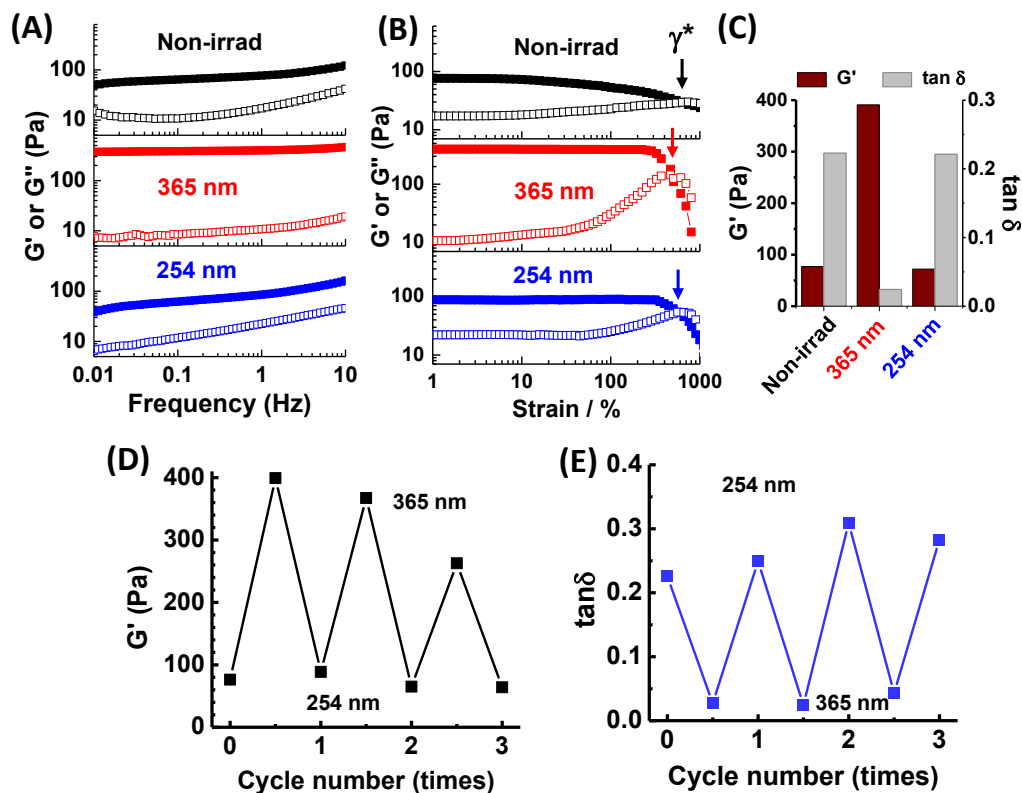 (A)
Non-irrad
100
10
365 nm
100
10
254 nm
100
10
0.01 0.1 1 10
Frequency (Hz)
G' or G'' (Pa)
(B)
Non-irrad
γ*
100
10
365 nm
100
10
254 nm
100
10
1 10 100 1000
Strain / %
G' or G'' (Pa)
(C)
G' tan δ
400
300
200
100
0
G' (Pa)
0.3
0.2
0.1
0.0
tan δ
Non-irrad
365 nm
254 nm
(D)
400
300
200
100
0
G' (Pa)
365 nm
254 nm
0 1 2 3
Cycle number (times)
(E)
0.4
0.3
0.2
0.1
0.0
tanδ
254 nm
365 nm
0 1 2 3
Cycle number (times)